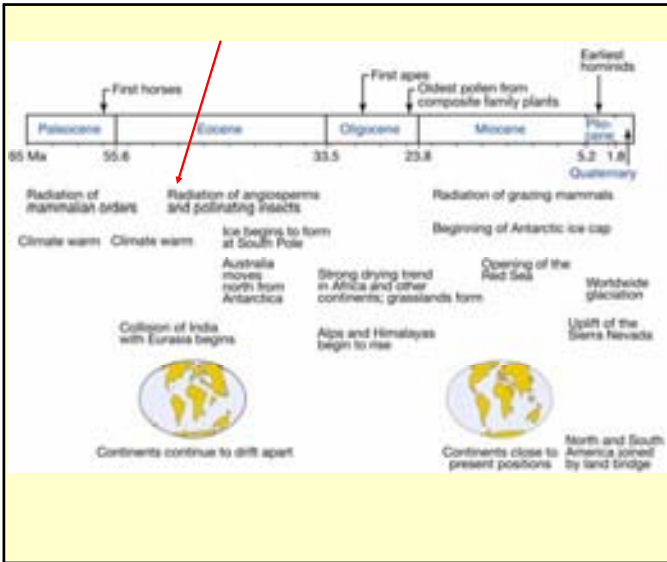 Earliest
hominids
First apes
First horses
Oldest pollen from
composite family plants
Paleocene Eocene Oligocene Miocene Plio-
cene
65 Ma 55.6 33.5 23.8 5.2 1.8
Quaternary
Radiation of
mammalian orders
Radiation of angiosperms
and pollinating insects
Radiation of grazing mammals
Climate warm
Climate warm
Ice begins to form
at South Pole
Beginning of Antarctic ice cap
Australia
moves
north from
Antarctica
Strong drying trend
in Africa and other
continents; grasslands form
Opening of the
Red Sea
Worldwide
glaciation
Collision of India
with Eurasia begins
Alps and Himalayas
begin to rise
Uplift of the
Sierra Nevada
Continents continue to drift apart
Continents close to
present positions
North and South
America joined
by land bridge